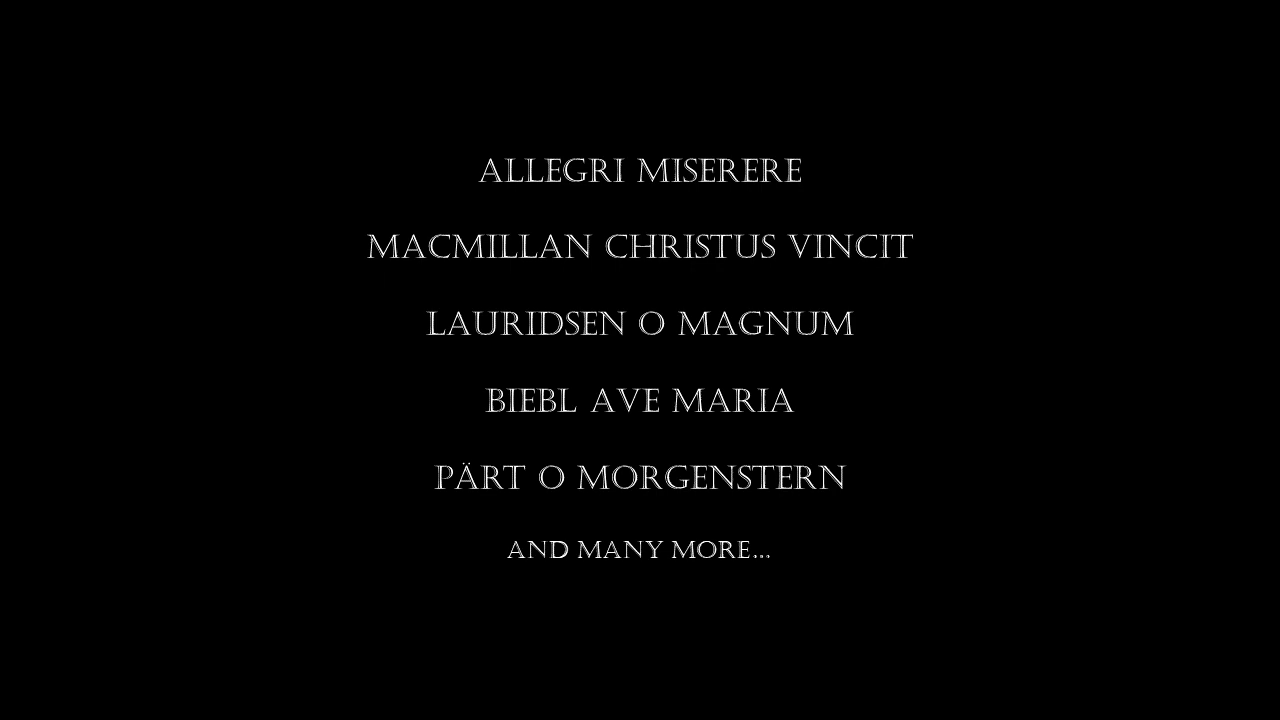 ALLEGRI MISERERE
MACMILLAN CHRISTUS VINCIT
LAURIDSEN O MAGNUM
BIEBL AVE MARIA
PÄRT O MORGENSTERN
AND MANY MORE...